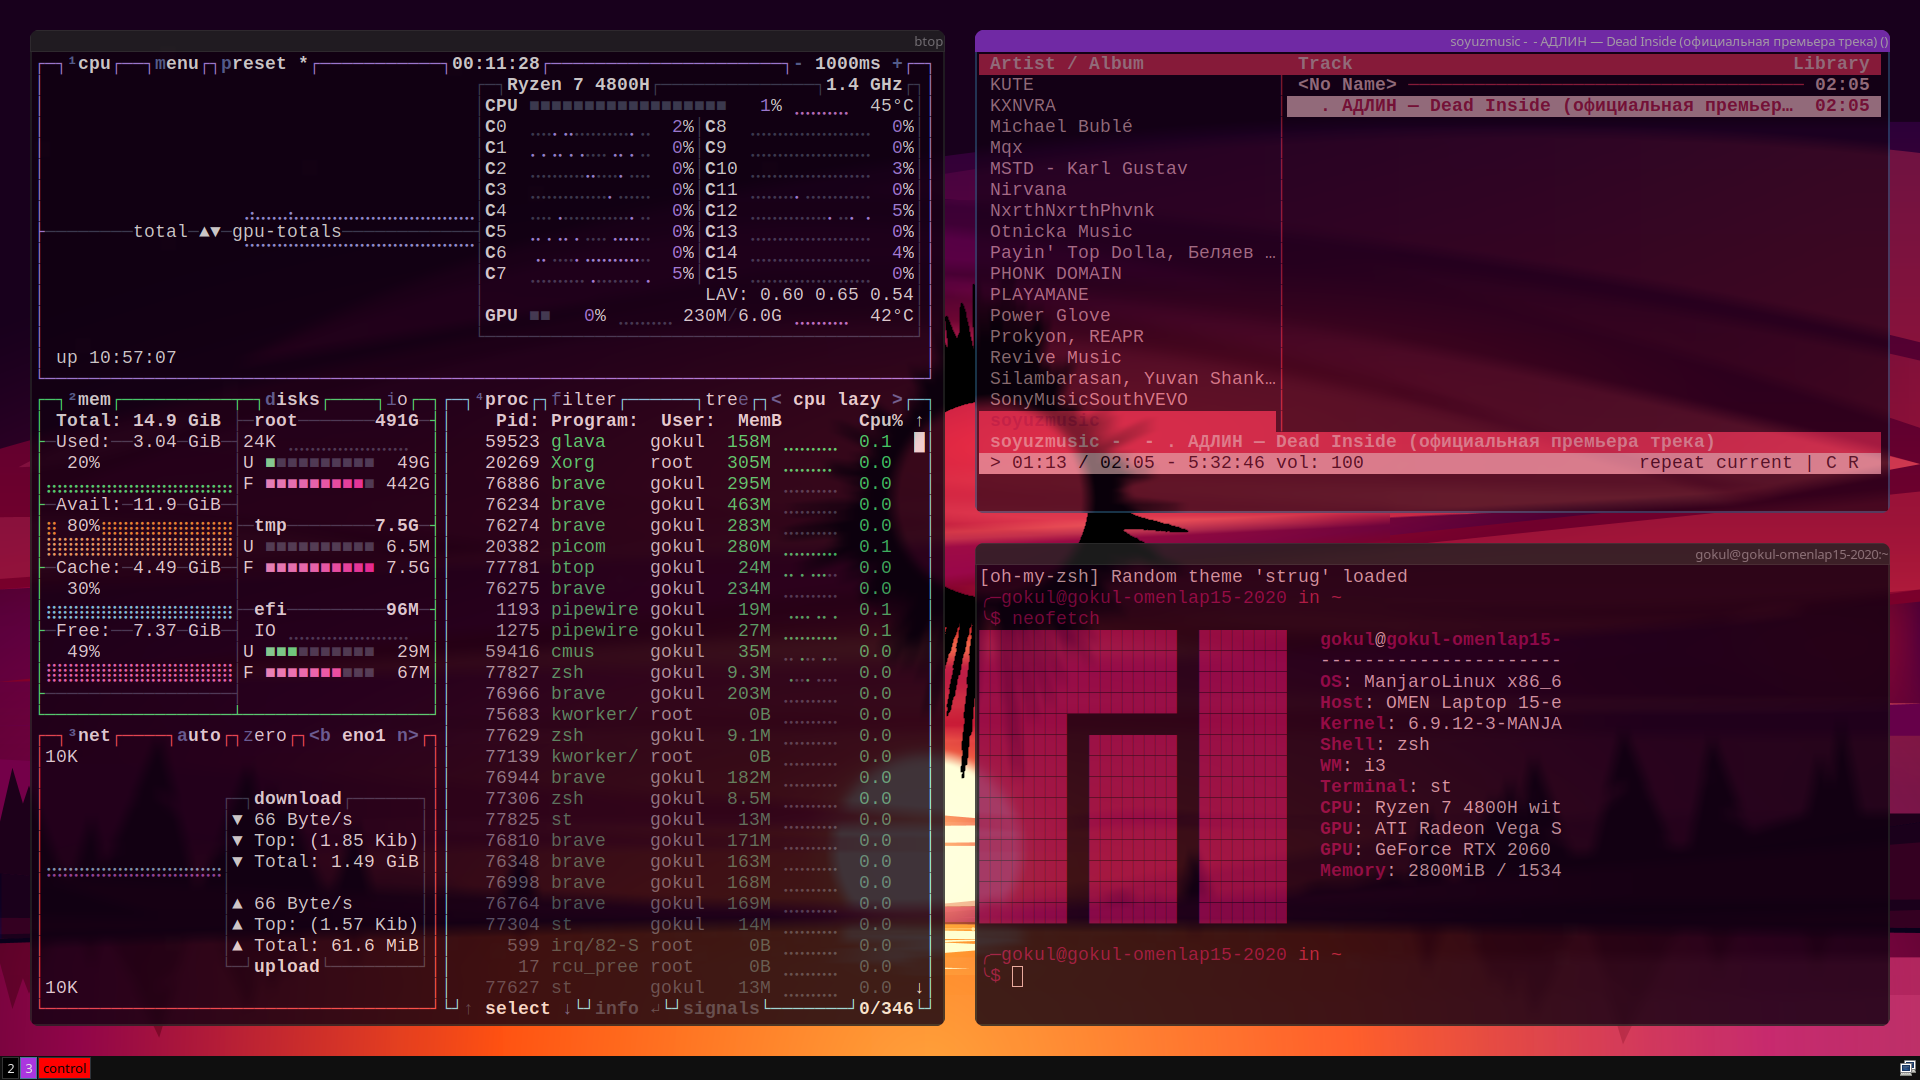 btop
¹cpu menu preset * 00:11:28 - 1000ms +
Ryzen 7 4800H 1.4 GHz
CPU 1% 45°C
C0 2% C8 0%
C1 0% C9 0%
C2 0% C10 3%
C3 0% C11 0%
C4 0% C12 5%
C5 0% C13 0%
C6 0% C14 4%
C7 5% C15 0%
LAV: 0.60 0.65 0.54
GPU 0% 230M/6.0G 42°C
total ▲▼ gpu-totals
up 10:57:07
²mem disks io
Total: 14.9 GiB
Used: 3.04 GiB
20%
Avail: 11.9 GiB
80%
Cache: 4.49 GiB
30%
Free: 7.37 GiB
49%
root 491G
24K
U 49G
F 442G
tmp 7.5G
U 6.5M
F 7.5G
efi 96M
IO
U 29M
F 67M
³net auto zero <b eno1 n>
10K
download
▼ 66 Byte/s
▼ Top: (1.85 Kib)
▼ Total: 1.49 GiB
▲ 66 Byte/s
▲ Top: (1.57 Kib)
▲ Total: 61.6 MiB
upload
10K
⁴proc filter tree < cpu lazy >
Pid: Program: User: MemB Cpu% ↑
59523 glava gokul 158M 0.1
20269 Xorg root 305M 0.0
76886 brave gokul 295M 0.0
76234 brave gokul 463M 0.0
76274 brave gokul 283M 0.0
20382 picom gokul 280M 0.1
77781 btop gokul 24M 0.0
76275 brave gokul 234M 0.0
1193 pipewire gokul 19M 0.1
1275 pipewire gokul 27M 0.1
59416 cmus gokul 35M 0.0
77827 zsh gokul 9.3M 0.0
76966 brave gokul 203M 0.0
75683 kworker/ root 0B 0.0
77629 zsh gokul 9.1M 0.0
77139 kworker/ root 0B 0.0
76944 brave gokul 182M 0.0
77306 zsh gokul 8.5M 0.0
77825 st gokul 13M 0.0
76810 brave gokul 171M 0.0
76348 brave gokul 163M 0.0
76998 brave gokul 168M 0.0
76764 brave gokul 169M 0.0
77304 st gokul 14M 0.0
599 irq/82-S root 0B 0.0
17 rcu_pree root 0B 0.0
77627 st gokul 13M 0.0 ↓
↑ select ↓ info ↲ signals 0/346
soyuzmusic - - АДЛИН — Dead Inside (официальная премьера трека) ()
Artist / Album Track Library
KUTE
KXNVRA
Michael Bublé
Mqx
MSTD - Karl Gustav
Nirvana
NxrthNxrthPhvnk
Otnicka Music
Payin' Top Dolla, Беляев …
PHONK DOMAIN
PLAYAMANE
Power Glove
Prokyon, REAPR
Revive Music
Silambarasan, Yuvan Shank…
SonyMusicSouthVEVO
soyuzmusic
<No Name> 02:05
. АДЛИН — Dead Inside (официальная премьер… 02:05
soyuzmusic - - . АДЛИН — Dead Inside (официальная премьера трека)
> 01:13 / 02:05 - 5:32:46 vol: 100 repeat current | C R
gokul@gokul-omenlap15-2020:~
[oh-my-zsh] Random theme 'strug' loaded
╭─gokul@gokul-omenlap15-2020 in ~
╰$ neofetch
gokul@gokul-omenlap15-
----------------------
OS: ManjaroLinux x86_6
Host: OMEN Laptop 15-e
Kernel: 6.9.12-3-MANJA
Shell: zsh
WM: i3
Terminal: st
CPU: Ryzen 7 4800H wit
GPU: ATI Radeon Vega S
GPU: GeForce RTX 2060
Memory: 2800MiB / 1534
╭─gokul@gokul-omenlap15-2020 in ~
╰$
2 3 control